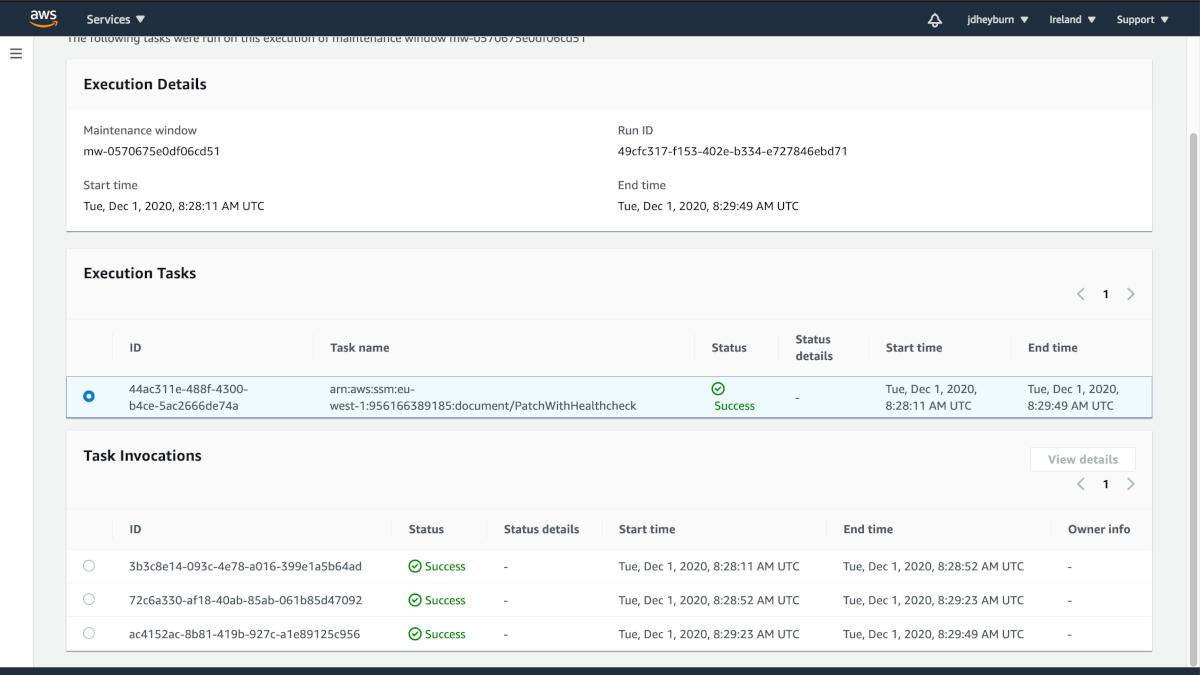 aws Services ▼ jdheyburn ▼ Ireland ▼ Support ▼
The following tasks were run on this execution of maintenance window mw-0570675e0df06cd51
Execution Details
Maintenance window Run ID
mw-0570675e0df06cd51 49cfc317-f153-402e-b334-e727846ebd71
Start time End time
Tue, Dec 1, 2020, 8:28:11 AM UTC Tue, Dec 1, 2020, 8:29:49 AM UTC
Execution Tasks
1
ID Task name Status Status details Start time End time
44ac311e-488f-4300- arn:aws:ssm:eu- Tue, Dec 1, 2020, Tue, Dec 1, 2020,
b4ce-5ac2666de74a west-1:956166389185:document/PatchWithHealthcheck Success - 8:28:11 AM UTC 8:29:49 AM UTC
Task Invocations
View details
1
ID Status Status details Start time End time Owner info
3b3c8e14-093c-4e78-a016-399e1a5b64ad Success - Tue, Dec 1, 2020, 8:28:11 AM UTC Tue, Dec 1, 2020, 8:28:52 AM UTC -
72c6a330-af18-40ab-85ab-061b85d47092 Success - Tue, Dec 1, 2020, 8:28:52 AM UTC Tue, Dec 1, 2020, 8:29:23 AM UTC -
ac4152ac-8b81-419b-927c-a1e89125c956 Success - Tue, Dec 1, 2020, 8:29:23 AM UTC Tue, Dec 1, 2020, 8:29:49 AM UTC -